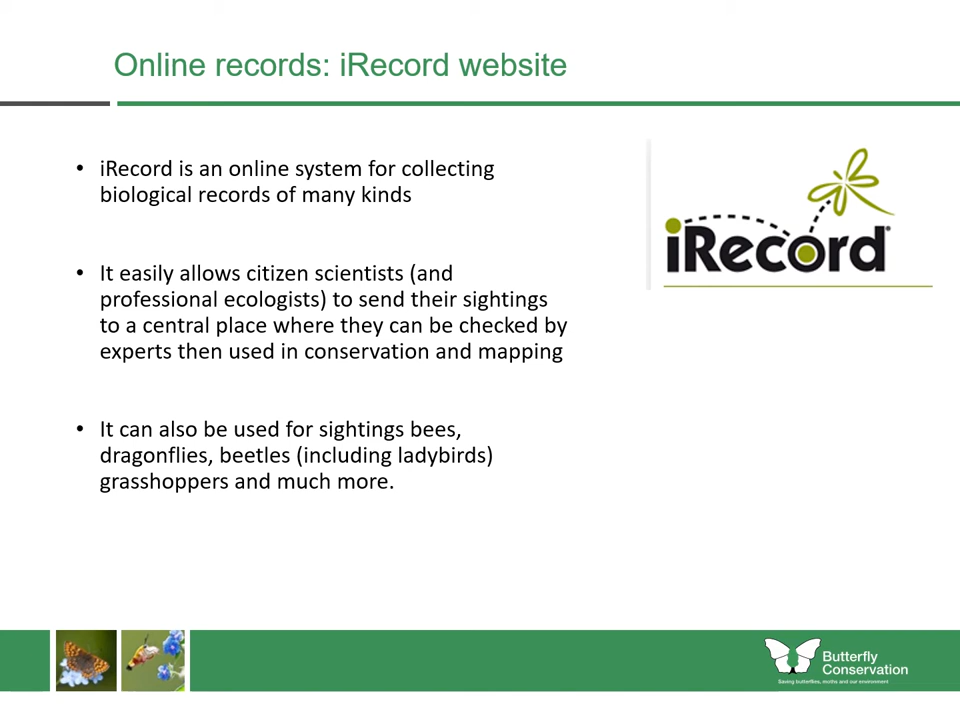 Online records: iRecord website
• iRecord is an online system for collecting
biological records of many kinds
• It easily allows citizen scientists (and
professional ecologists) to send their sightings
to a central place where they can be checked by
experts then used in conservation and mapping
• It can also be used for sightings bees,
dragonflies, beetles (including ladybirds)
grasshoppers and much more.
iRecord
Butterfly
Conservation
Saving butterflies, moths and our environment